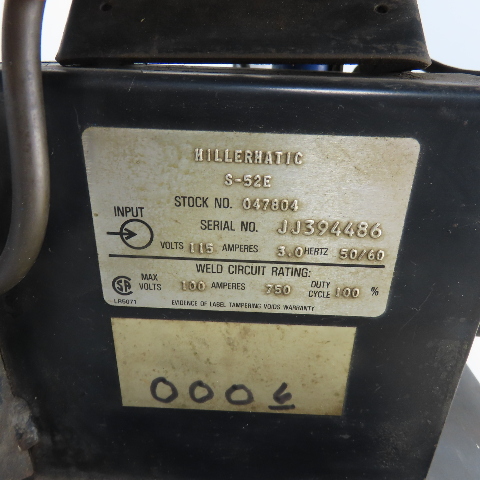 MILLERMATIC
S-52E
STOCK NO. 047804
SERIAL NO. JJ394486
INPUT
VOLTS 115 AMPERES 3.0 HERTZ 50/60
WELD CIRCUIT RATING:
MAX VOLTS 100 AMPERES 750 DUTY CYCLE 100 %
LR5071 EVIDENCE OF LABEL TAMPERING VOIDS WARRANTY
0006